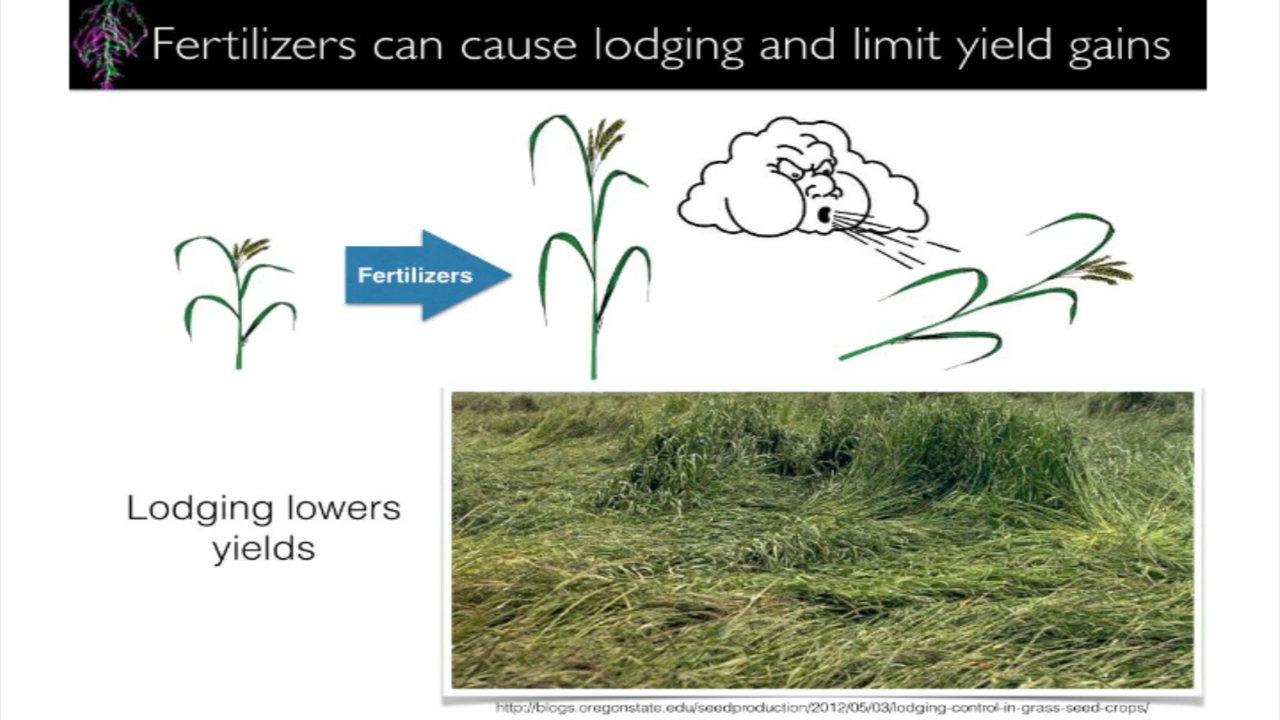 Fertilizers can cause lodging and limit yield gains
Fertilizers
Lodging lowers
yields
http://blogs.oregonstate.edu/seedproduction/2012/05/03/lodging-control-in-grass-seed-crops/